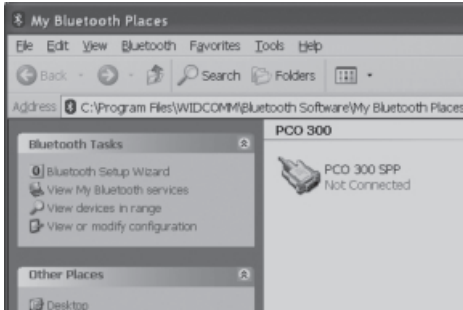 My Bluetooth Places
File Edit View Bluetooth Favorites Tools Help
Back Search Folders
Address C:\Program Files\WIDCOMM\Bluetooth Software\My Bluetooth Places
Bluetooth Tasks
Bluetooth Setup Wizard
View My Bluetooth services
View devices in range
View or modify configuration
Other Places
Desktop
PCO 300
PCO 300 SPP
Not Connected